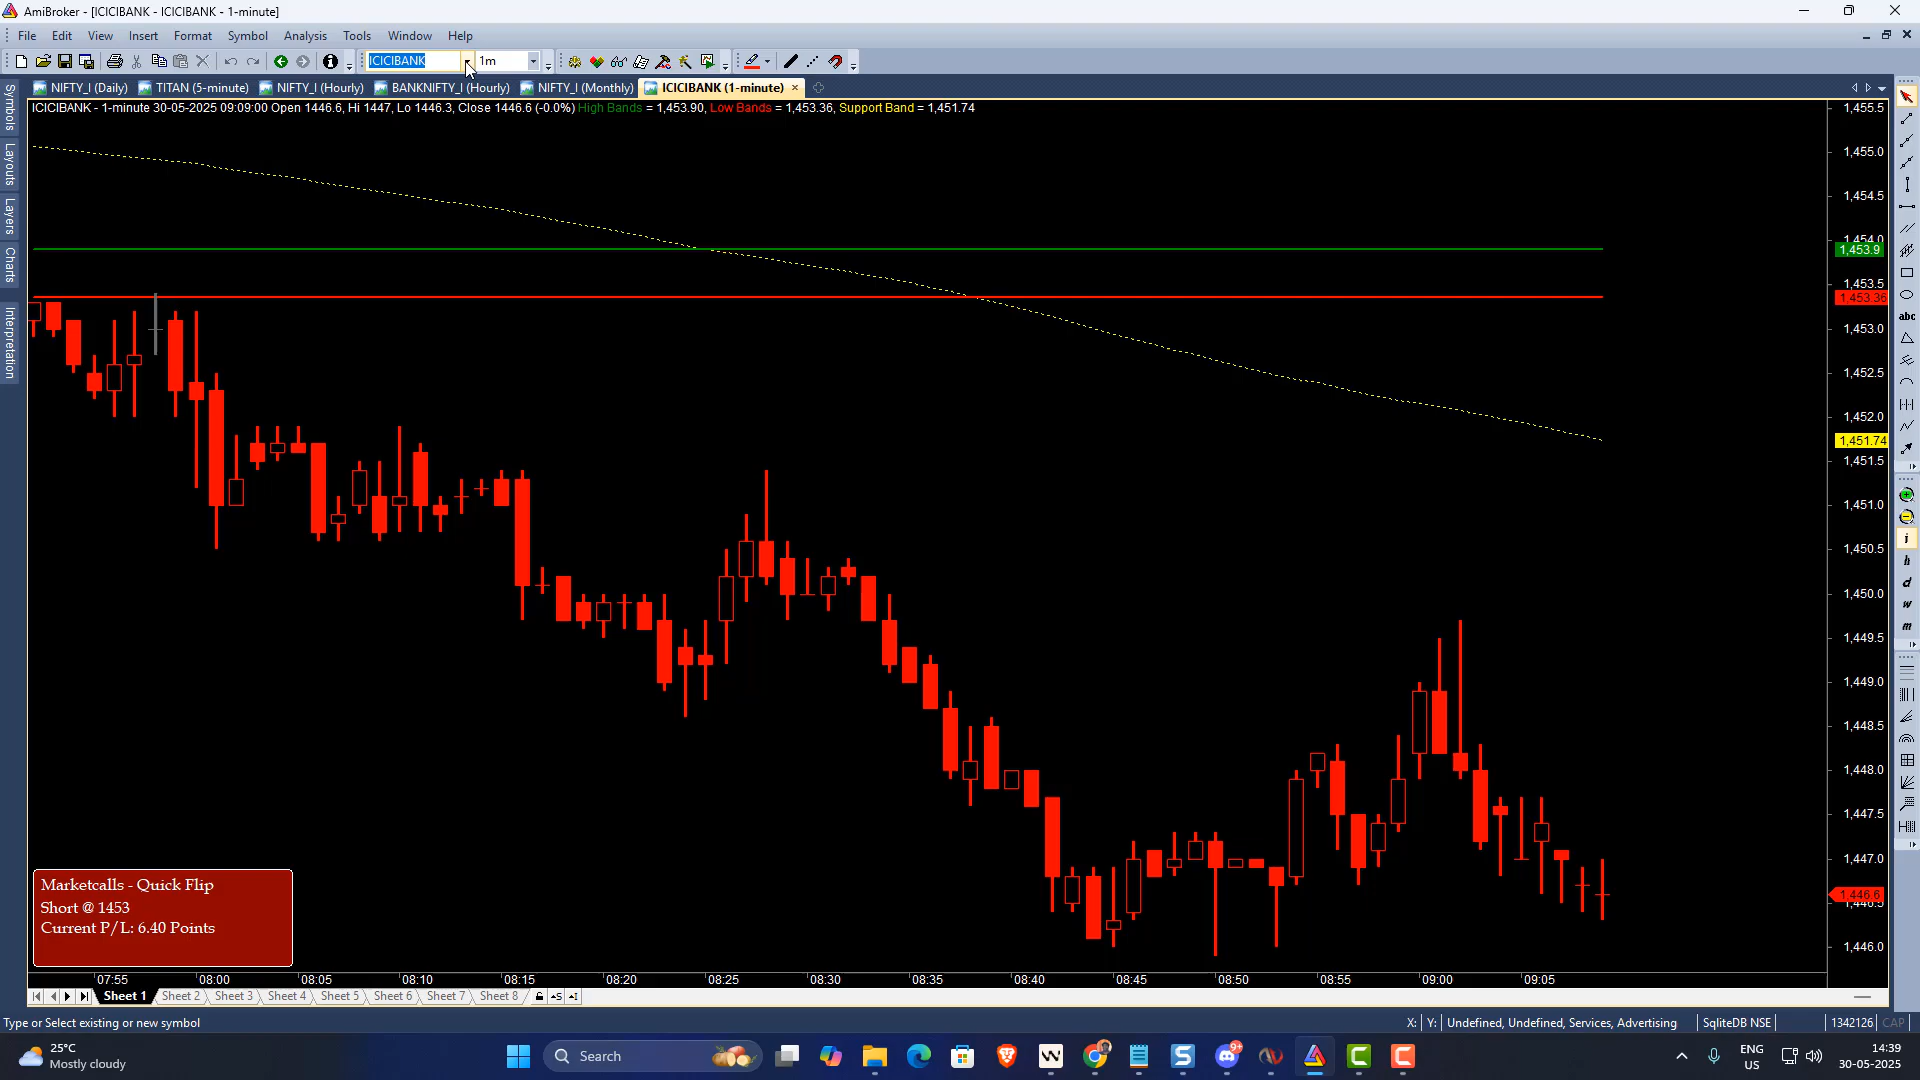 AmiBroker - [ICICIBANK - ICICIBANK - 1-minute]
File Edit View Insert Format Symbol Analysis Tools Window Help
ICICIBANK 1m
NIFTY_I (Daily) TITAN (5-minute) NIFTY_I (Hourly) BANKNIFTY_I (Hourly) NIFTY_I (Monthly) ICICIBANK (1-minute)
ICICIBANK - 1-minute 30-05-2025 09:09:00 Open 1446.6, Hi 1447, Lo 1446.3, Close 1446.6 (-0.0%) High Bands = 1,453.90, Low Bands = 1,453.36, Support Band = 1,451.74
Symbols
Layouts
Layers
Charts
Interpretation
1,455.5
1,455.0
1,454.5
1,454.0
1,453.9
1,453.5
1,453.36
1,453.0
1,452.5
1,452.0
1,451.74
1,451.5
1,451.0
1,450.5
1,450.0
1,449.5
1,449.0
1,448.5
1,448.0
1,447.5
1,447.0
1,446.6
1,446.5
1,446.0
abc
i
h
d
w
m
Marketcalls - Quick Flip
Short @ 1453
Current P/L: 6.40 Points
07:55 08:00 08:05 08:10 08:15 08:20 08:25 08:30 08:35 08:40 08:45 08:50 08:55 09:00 09:05
Sheet 1 Sheet 2 Sheet 3 Sheet 4 Sheet 5 Sheet 6 Sheet 7 Sheet 8
Type or Select existing or new symbol X: Y: Undefined, Undefined, Services, Advertising SqliteDB NSE 1342126 CAP
25°C
Mostly cloudy
Search
9+
ENG
US
14:39
30-05-2025